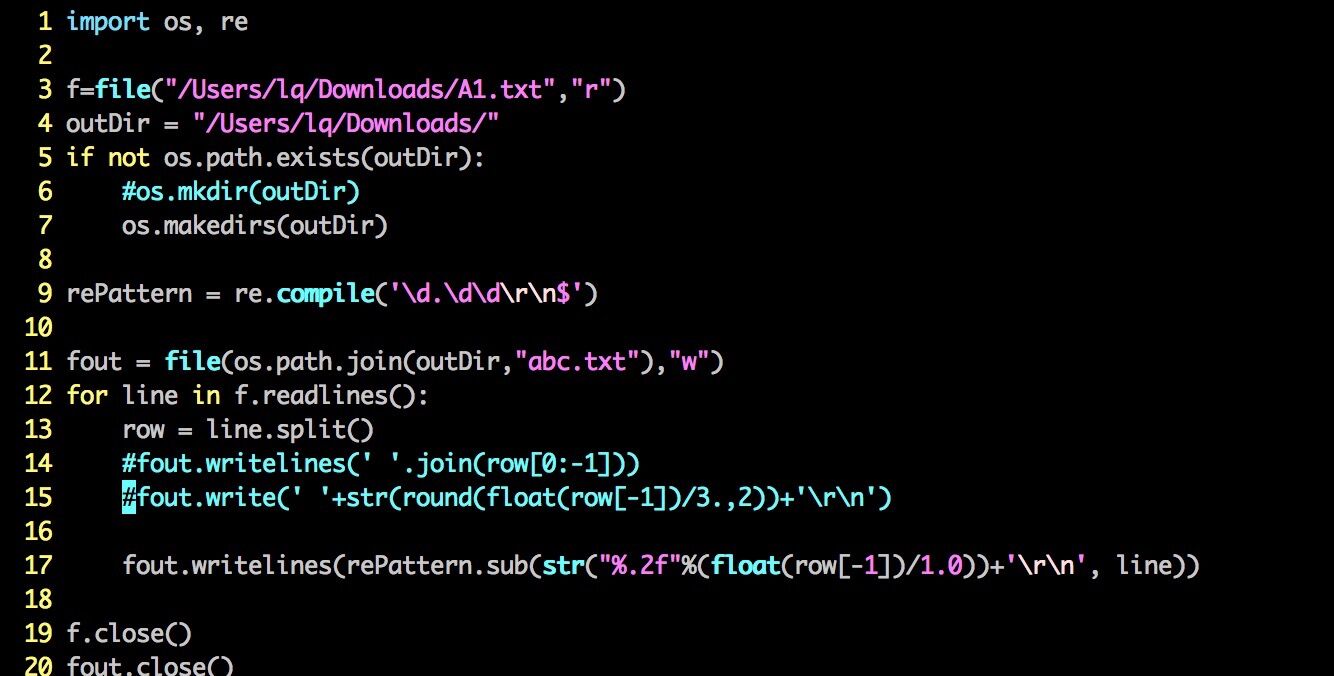 1 import os, re
2
3 f=file("/Users/lq/Downloads/A1.txt","r")
4 outDir = "/Users/lq/Downloads/"
5 if not os.path.exists(outDir):
6     #os.mkdir(outDir)
7     os.makedirs(outDir)
8
9 rePattern = re.compile('\d.\d\d\r\n$')
10
11 fout = file(os.path.join(outDir,"abc.txt"),"w")
12 for line in f.readlines():
13     row = line.split()
14     #fout.writelines(' '.join(row[0:-1]))
15     #fout.write(' '+str(round(float(row[-1])/3.,2))+'\r\n')
16
17     fout.writelines(rePattern.sub(str("%.2f"%(float(row[-1])/1.0))+'\r\n', line))
18
19 f.close()
20 fout.close()